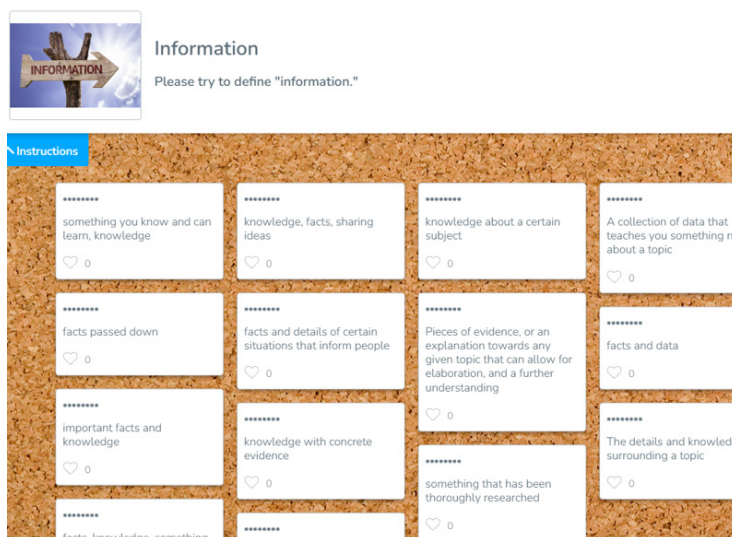 INFORMATION
Information
Please try to define "information."
Instructions
********
something you know and can
learn, knowledge
0
********
facts passed down
0
********
important facts and
knowledge
0
********
facts, knowledge, something
********
knowledge, facts, sharing
ideas
0
********
facts and details of certain
situations that inform people
0
********
knowledge with concrete
evidence
0
********
********
knowledge about a certain
subject
0
********
Pieces of evidence, or an
explanation towards any
given topic that can allow for
elaboration, and a further
understanding
0
********
something that has been
thoroughly researched
0
********
A collection of data that
teaches you something
about a topic
0
********
facts and data
0
********
The details and
surrounding a topic
0